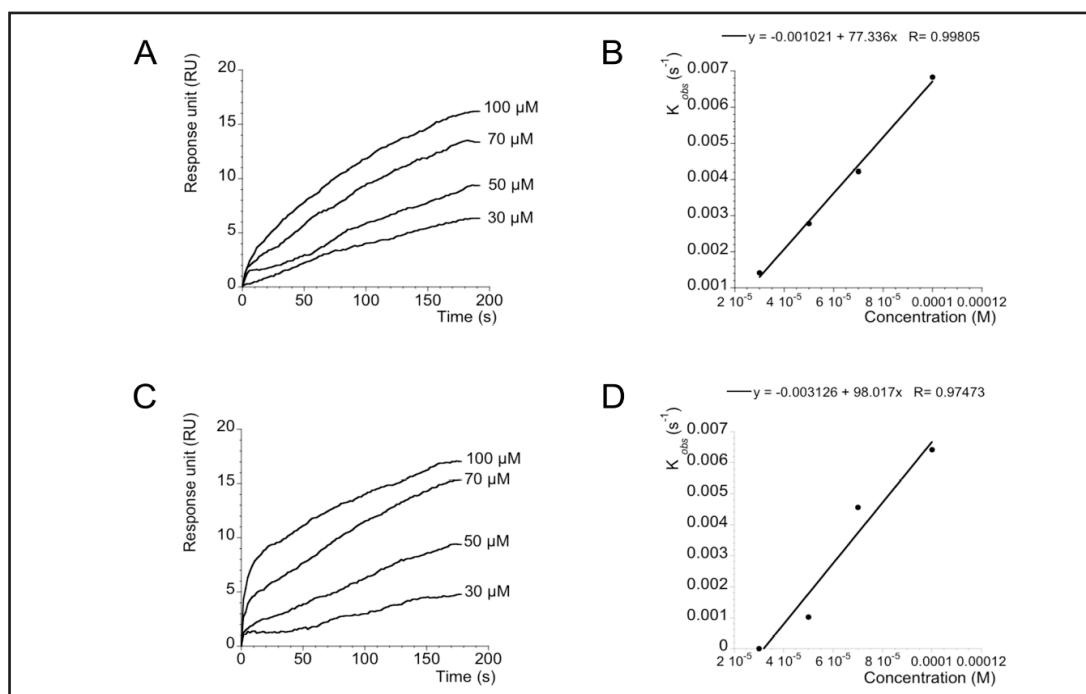 A
Response unit (RU)
20
15
10
5
0
100 µM
70 µM
50 µM
30 µM
0 50 100 150 200
Time (s)
B
y = -0.001021 + 77.336x R= 0.99805
K obs (s-1)
0.007
0.006
0.005
0.004
0.003
0.002
0.001
2 10-5 4 10-5 6 10-5 8 10-5 0.0001 0.00012
Concentration (M)
C
Response unit (RU)
20
15
10
5
0
100 µM
70 µM
50 µM
30 µM
0 50 100 150 200
Time (s)
D
y = -0.003126 + 98.017x R= 0.97473
K obs (s-1)
0.007
0.006
0.005
0.004
0.003
0.002
0.001
0
2 10-5 4 10-5 6 10-5 8 10-5 0.0001 0.00012
Concentration (M)